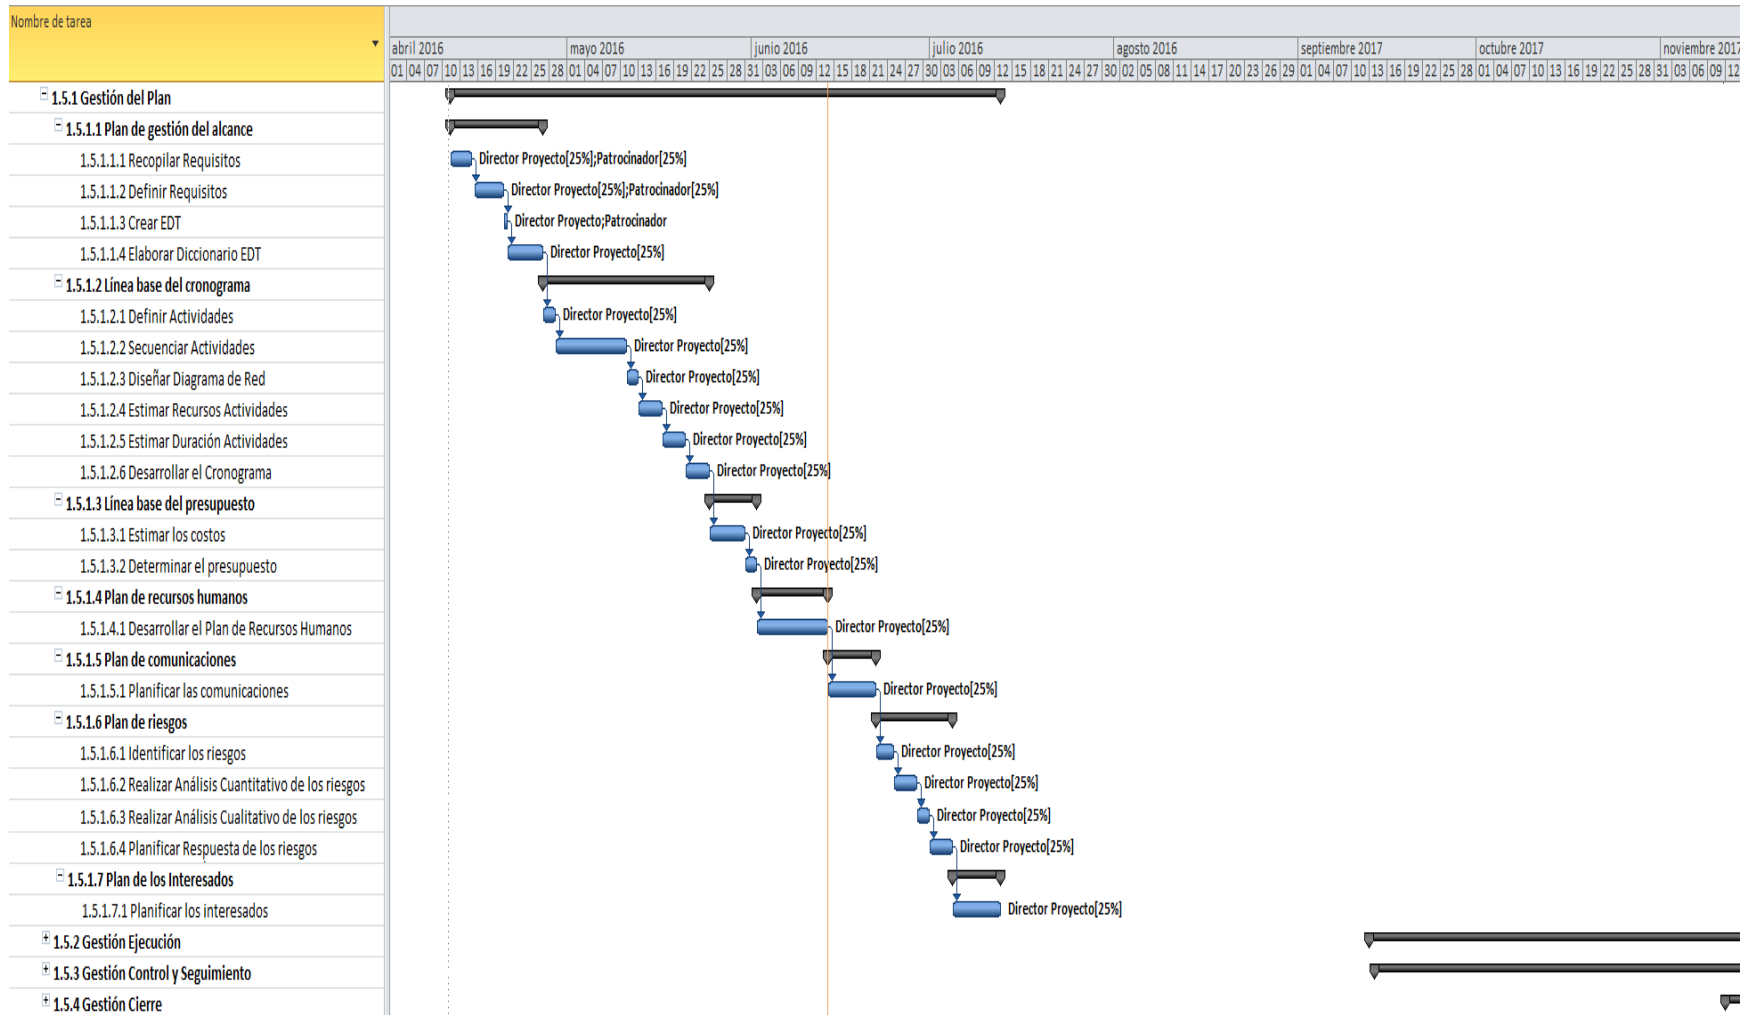 Nombre de tarea
abril 2016 mayo 2016 junio 2016 julio 2016 agosto 2016 septiembre 2017 octubre 2017 noviembre 2017
01 04 07 10 13 16 19 22 25 28 01 04 07 10 13 16 19 22 25 28 31 03 06 09 12 15 18 21 24 27 30 03 06 09 12 15 18 21 24 27 30 02 05 08 11 14 17 20 23 26 29 01 04 07 10 13 16 19 22 25 28 01 04 07 10 13 16 19 22 25 28 31 03 06 09 12
1.5.1 Gestión del Plan
1.5.1.1 Plan de gestión del alcance
1.5.1.1.1 Recopilar Requisitos Director Proyecto[25%];Patrocinador[25%]
1.5.1.1.2 Definir Requisitos Director Proyecto[25%];Patrocinador[25%]
1.5.1.1.3 Crear EDT Director Proyecto;Patrocinador
1.5.1.1.4 Elaborar Diccionario EDT Director Proyecto[25%]
1.5.1.2 Línea base del cronograma
1.5.1.2.1 Definir Actividades Director Proyecto[25%]
1.5.1.2.2 Secuenciar Actividades Director Proyecto[25%]
1.5.1.2.3 Diseñar Diagrama de Red Director Proyecto[25%]
1.5.1.2.4 Estimar Recursos Actividades Director Proyecto[25%]
1.5.1.2.5 Estimar Duración Actividades Director Proyecto[25%]
1.5.1.2.6 Desarrollar el Cronograma Director Proyecto[25%]
1.5.1.3 Línea base del presupuesto
1.5.1.3.1 Estimar los costos Director Proyecto[25%]
1.5.1.3.2 Determinar el presupuesto Director Proyecto[25%]
1.5.1.4 Plan de recursos humanos
1.5.1.4.1 Desarrollar el Plan de Recursos Humanos Director Proyecto[25%]
1.5.1.5 Plan de comunicaciones
1.5.1.5.1 Planificar las comunicaciones Director Proyecto[25%]
1.5.1.6 Plan de riesgos
1.5.1.6.1 Identificar los riesgos Director Proyecto[25%]
1.5.1.6.2 Realizar Análisis Cuantitativo de los riesgos Director Proyecto[25%]
1.5.1.6.3 Realizar Análisis Cualitativo de los riesgos Director Proyecto[25%]
1.5.1.6.4 Planificar Respuesta de los riesgos Director Proyecto[25%]
1.5.1.7 Plan de los Interesados
1.5.1.7.1 Planificar los interesados Director Proyecto[25%]
1.5.2 Gestión Ejecución
1.5.3 Gestión Control y Seguimiento
1.5.4 Gestión Cierre